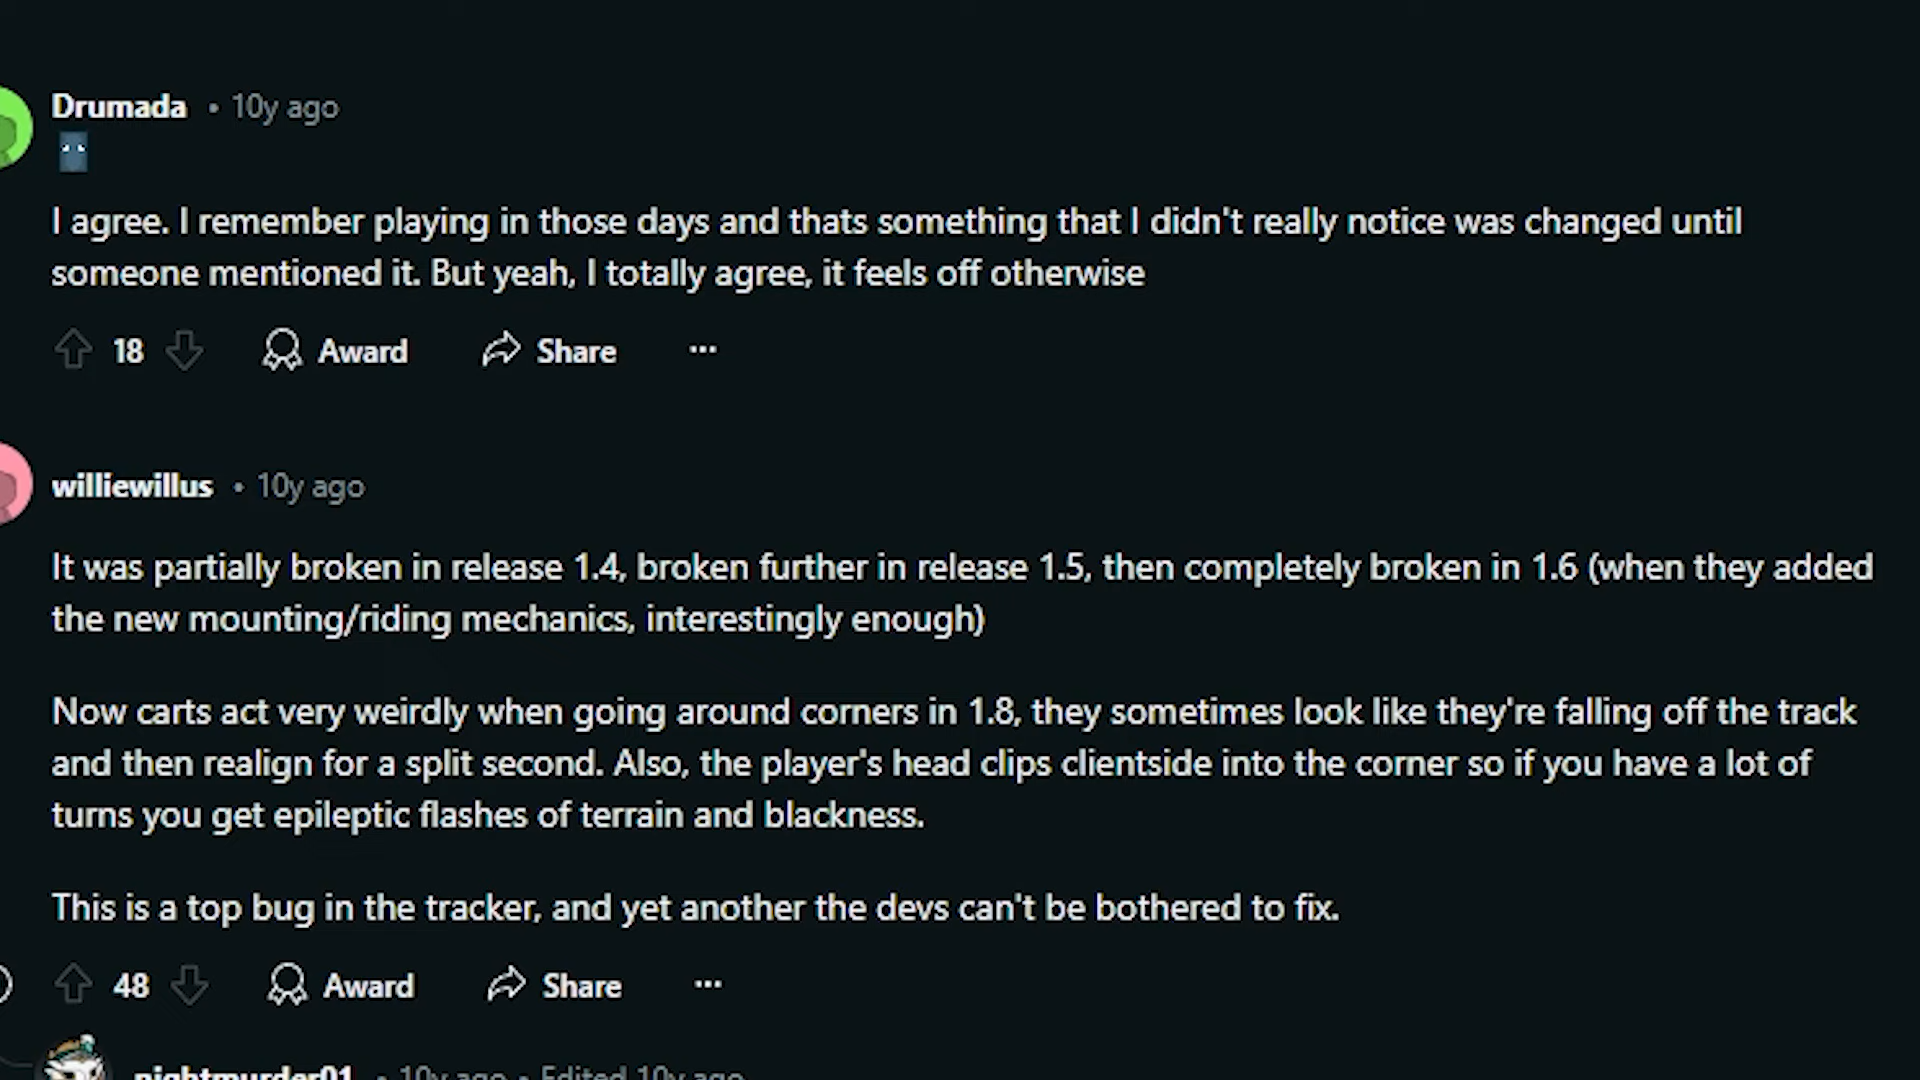 Drumada • 10y ago
I agree. I remember playing in those days and thats something that I didn't really notice was changed until
someone mentioned it. But yeah, I totally agree, it feels off otherwise
18 Award Share ...
williewillus • 10y ago
It was partially broken in release 1.4, broken further in release 1.5, then completely broken in 1.6 (when they added
the new mounting/riding mechanics, interestingly enough)
Now carts act very weirdly when going around corners in 1.8, they sometimes look like they're falling off the track
and then realign for a split second. Also, the player's head clips clientside into the corner so if you have a lot of
turns you get epileptic flashes of terrain and blackness.
This is a top bug in the tracker, and yet another the devs can't be bothered to fix.
48 Award Share ...
nightmurder01 • 10y ago • Edited 10y ago